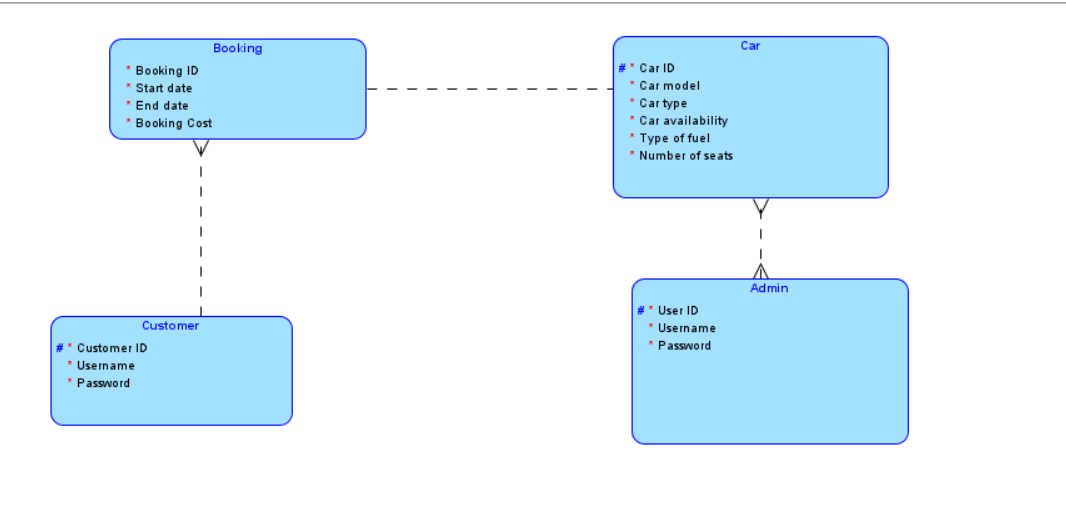 Booking
* Booking ID
* Start date
* End date
* Booking Cost
Car
# * Car ID
* Car model
* Car type
* Car availability
* Type of fuel
* Number of seats
Customer
# * Customer ID
* Username
* Password
Admin
# * User ID
* Username
* Password